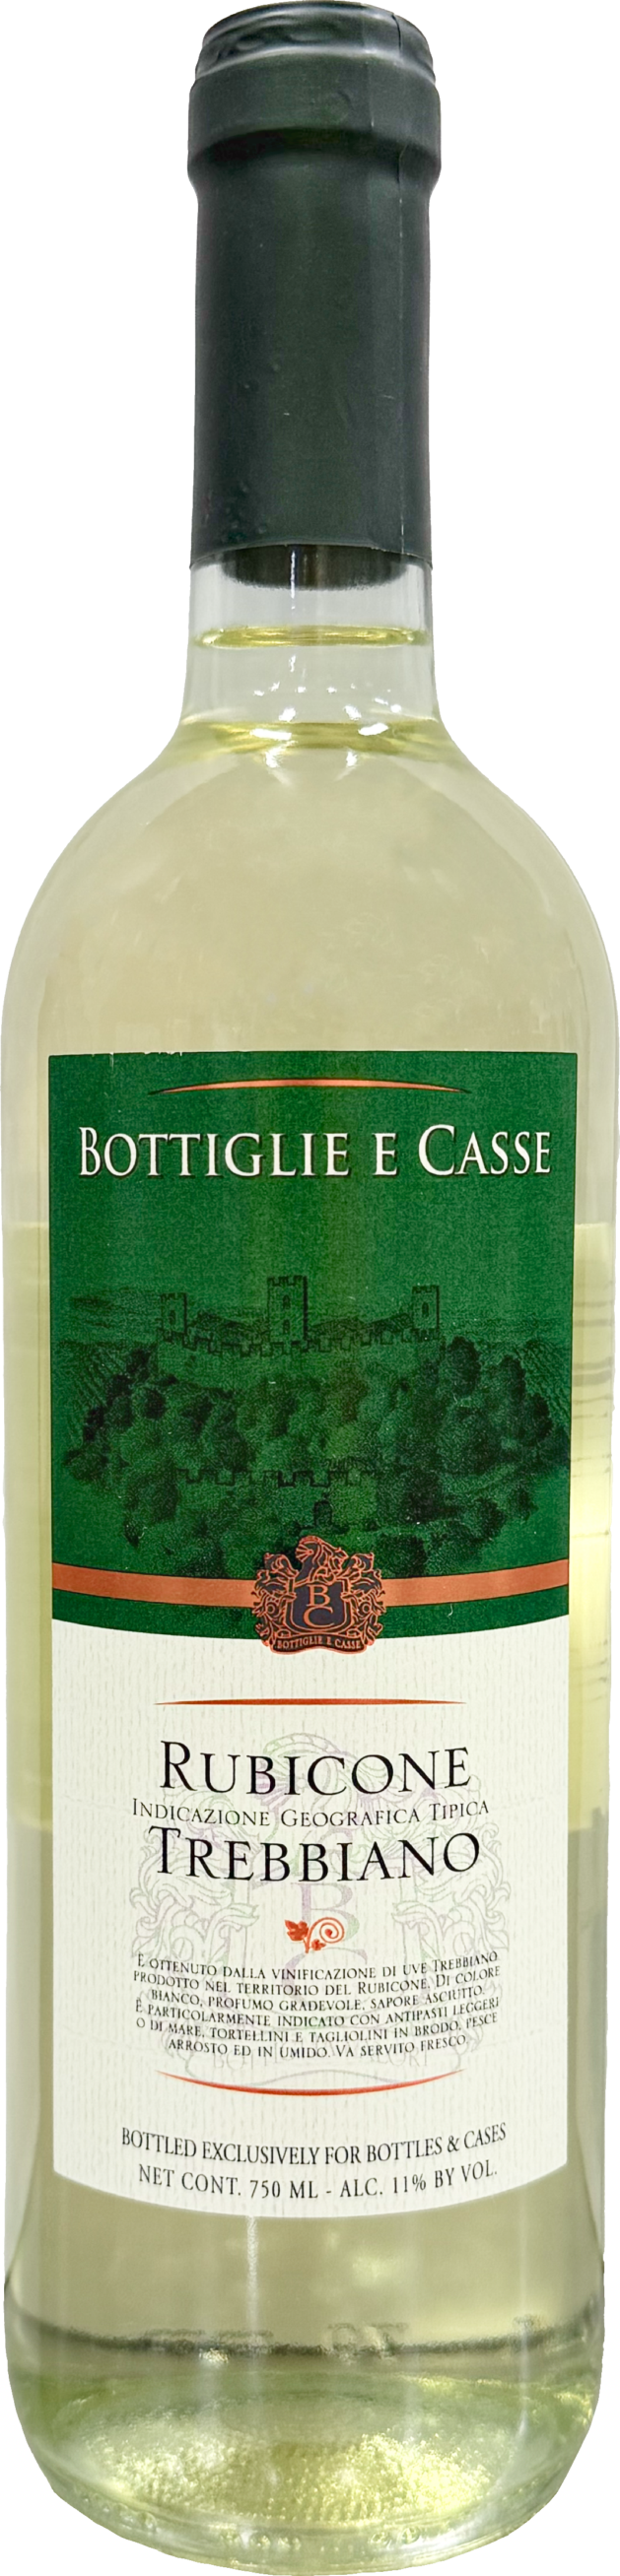 BOTTIGLIE E CASSE
B
C
BOTTIGLIE E CASSE
RUBICONE
INDICAZIONE GEOGRAFICA TIPICA
TREBBIANO
È OTTENUTO DALLA VINIFICAZIONE DI UVE TREBBIANO
PRODOTTO NEL TERRITORIO DEL RUBICONE. DI COLORE
BIANCO, PROFUMO GRADEVOLE, SAPORE ASCIUTTO.
È PARTICOLARMENTE INDICATO CON ANTIPASTI LEGGERI
O DI MARE, TORTELLINI E TAGLIOLINI IN BRODO, PESCE
ARROSTO ED IN UMIDO. VA SERVITO FRESCO.
BOTTLED EXCLUSIVELY FOR BOTTLES & CASES
NET CONT. 750 ML - ALC. 11% BY VOL.